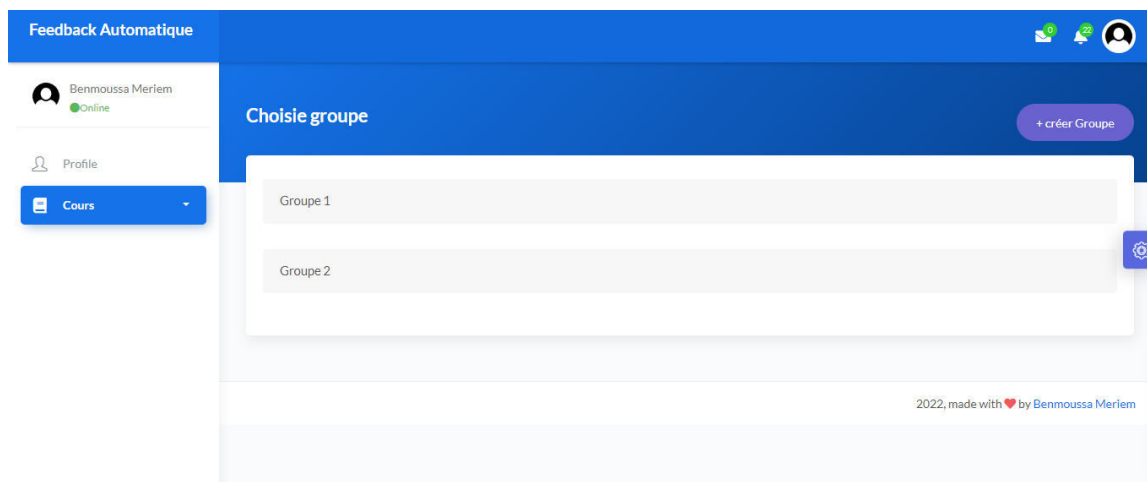 Feedback Automatique
0
22
Benmoussa Meriem
Online
Choisie groupe
+ créer Groupe
Profile
Cours
Groupe 1
Groupe 2
2022, made with by Benmoussa Meriem